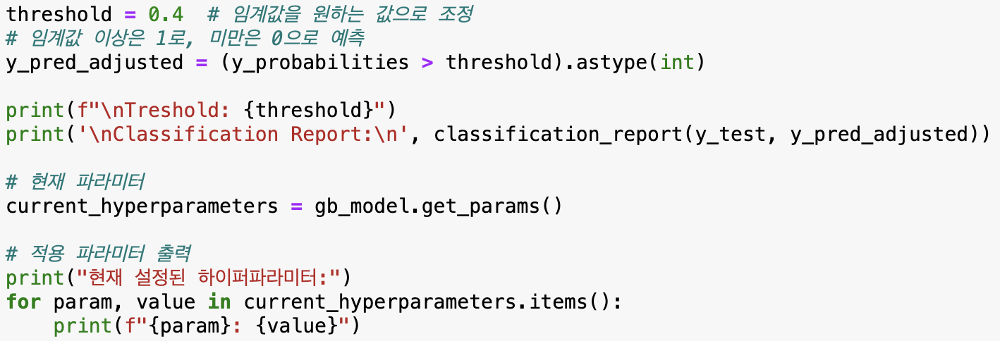 threshold = 0.4  # 임계값을 원하는 값으로 조정
# 임계값 이상은 1로, 미만은 0으로 예측
y_pred_adjusted = (y_probabilities > threshold).astype(int)
print(f"\nTreshold: {threshold}")
print('\nClassification Report:\n', classification_report(y_test, y_pred_adjusted))
# 현재 파라미터
current_hyperparameters = gb_model.get_params()
# 적용 파라미터 출력
print("현재 설정된 하이퍼파라미터:")
for param, value in current_hyperparameters.items():
    print(f"{param}: {value}")